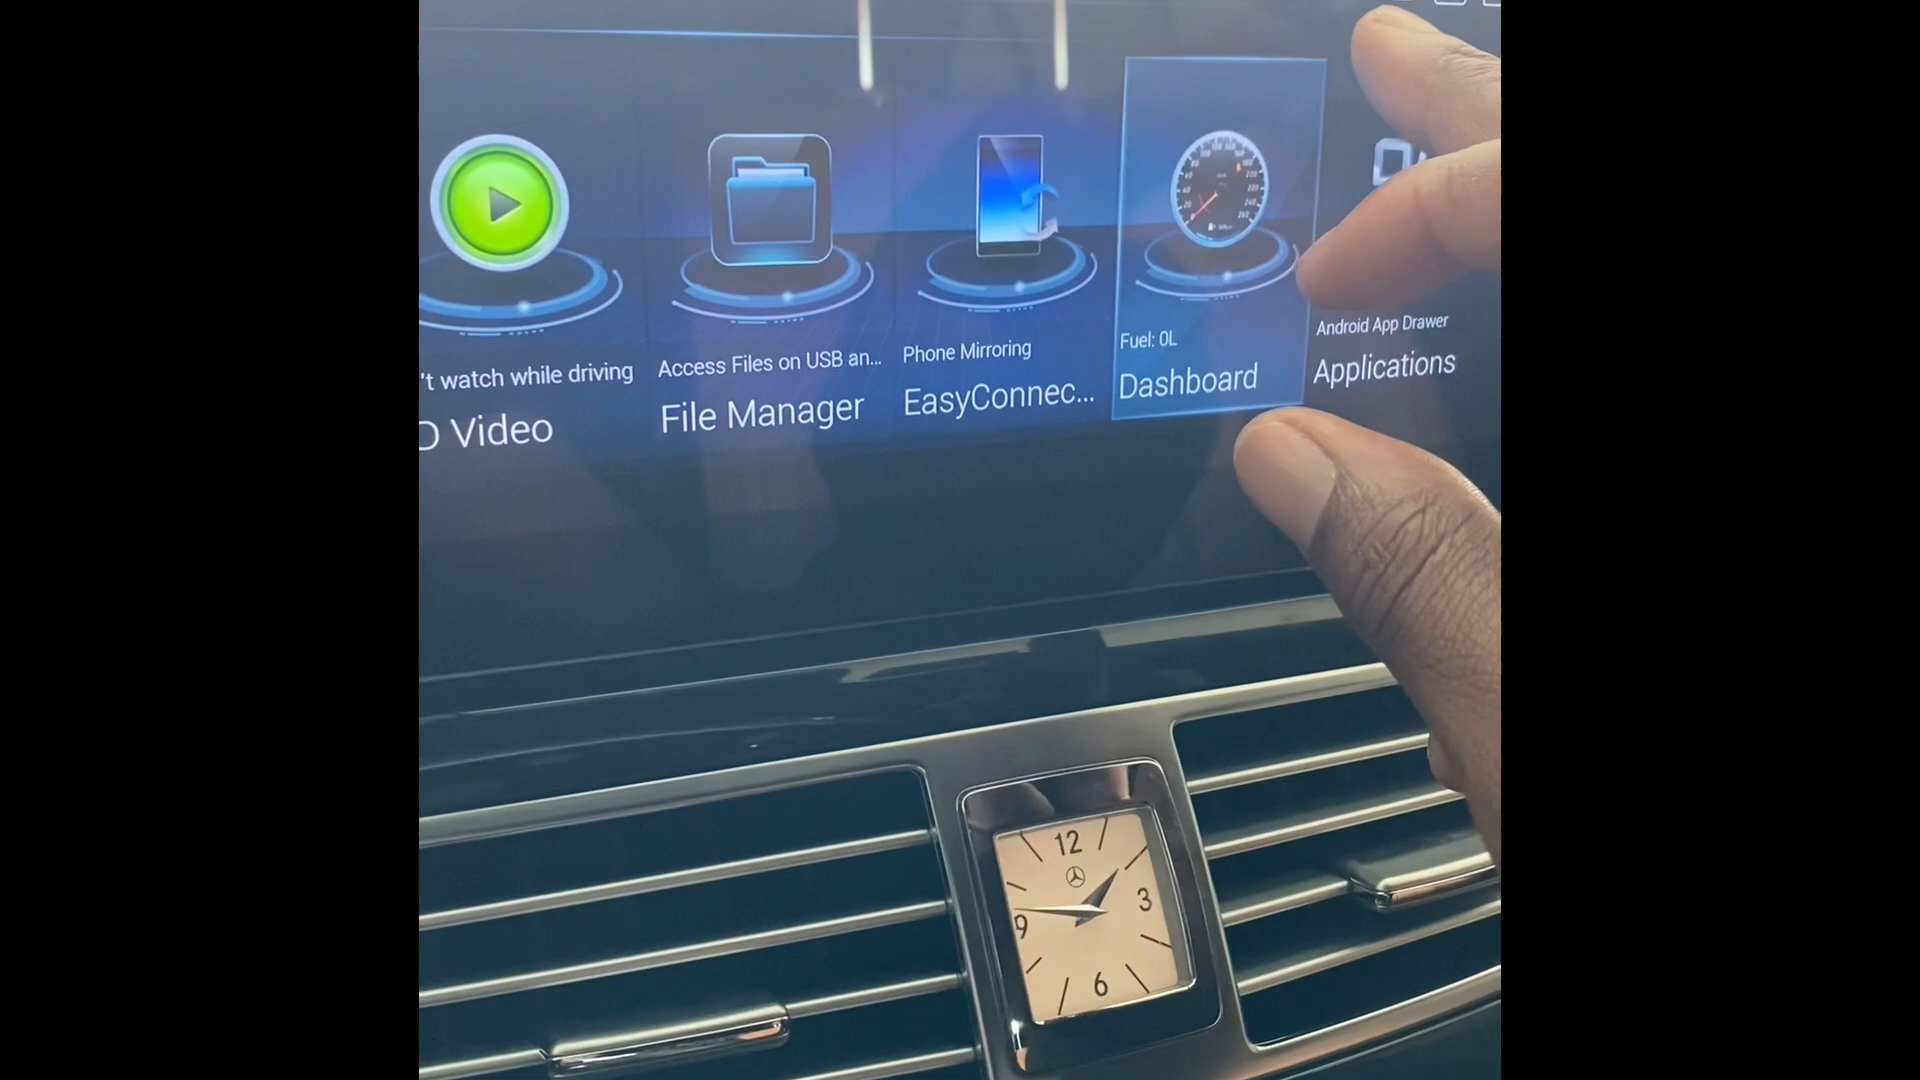 't watch while driving
D Video
Access Files on USB an...
File Manager
Phone Mirroring
EasyConnec...
Fuel: 0L
Dashboard
Android App Drawer
Applications
12
3
9
6